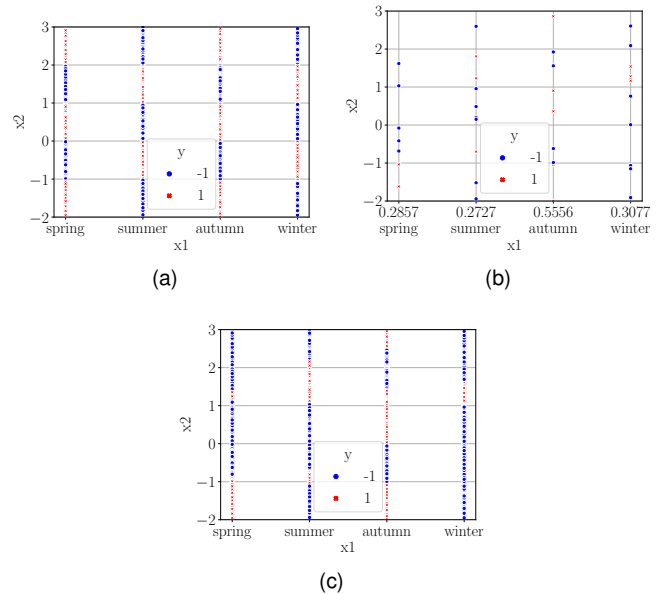 3
2
1
0
−1
−2
x2
y
-1
1
spring
summer
autumn
winter
x1
(a)
3
2
1
0
−1
−2
x2
y
-1
1
0.2857
0.2727
0.5556
0.3077
spring
summer
autumn
winter
x1
(b)
3
2
1
0
−1
−2
x2
y
-1
1
spring
summer
autumn
winter
x1
(c)